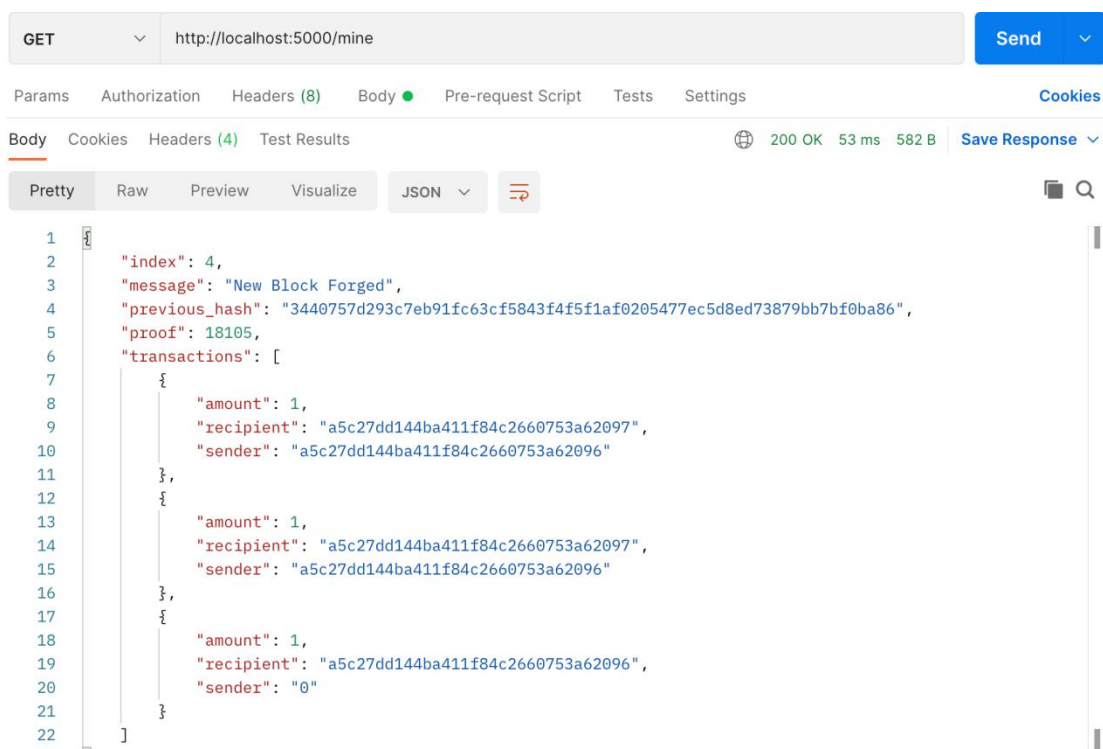 GET http://localhost:5000/mine Send
Params Authorization Headers (8) Body Pre-request Script Tests Settings Cookies
Body Cookies Headers (4) Test Results 200 OK 53 ms 582 B Save Response
Pretty Raw Preview Visualize JSON
1 {
2 "index": 4,
3 "message": "New Block Forged",
4 "previous_hash": "3440757d293c7eb91fc63cf5843f4f5f1af0205477ec5d8ed73879bb7bf0ba86",
5 "proof": 18105,
6 "transactions": [
7 {
8 "amount": 1,
9 "recipient": "a5c27dd144ba411f84c2660753a62097",
10 "sender": "a5c27dd144ba411f84c2660753a62096"
11 },
12 {
13 "amount": 1,
14 "recipient": "a5c27dd144ba411f84c2660753a62097",
15 "sender": "a5c27dd144ba411f84c2660753a62096"
16 },
17 {
18 "amount": 1,
19 "recipient": "a5c27dd144ba411f84c2660753a62096",
20 "sender": "0"
21 }
22 ]